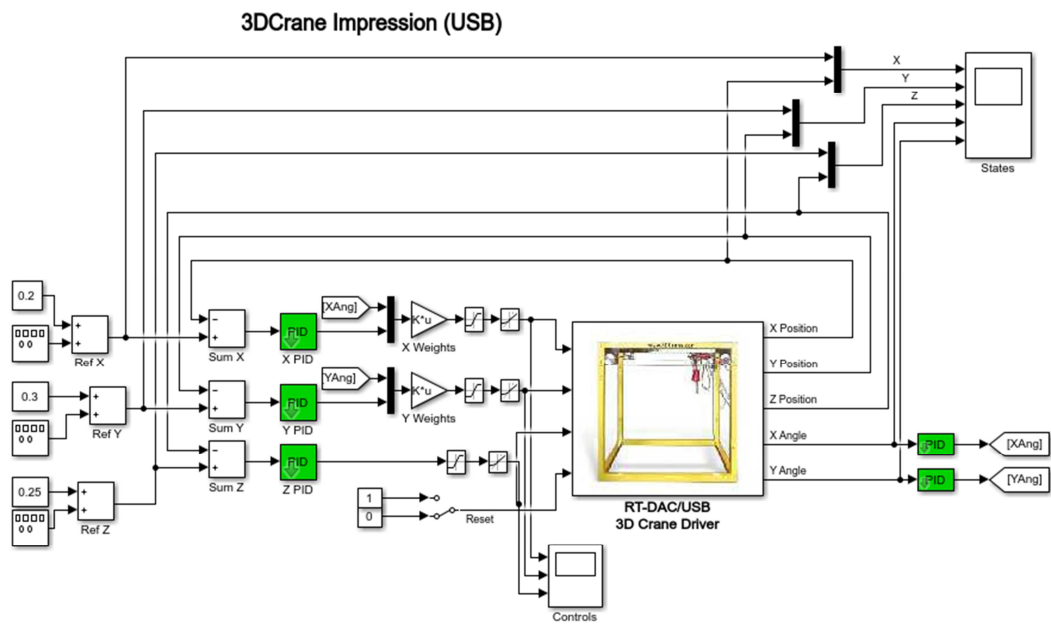 3DCrane Impression (USB)
X
Y
Z
States
0.2
Ref X
0.3
Ref Y
0.25
Ref Z
Sum X
PID
X PID
[XAng]
K*u
X Weights
Sum Y
PID
Y PID
[YAng]
K*u
Y Weights
Sum Z
PID
Z PID
1
0
Reset
X Position
Y Position
Z Position
X Angle
Y Angle
RT-DAC/USB
3D Crane Driver
PID
[XAng]
PID
[YAng]
Controls